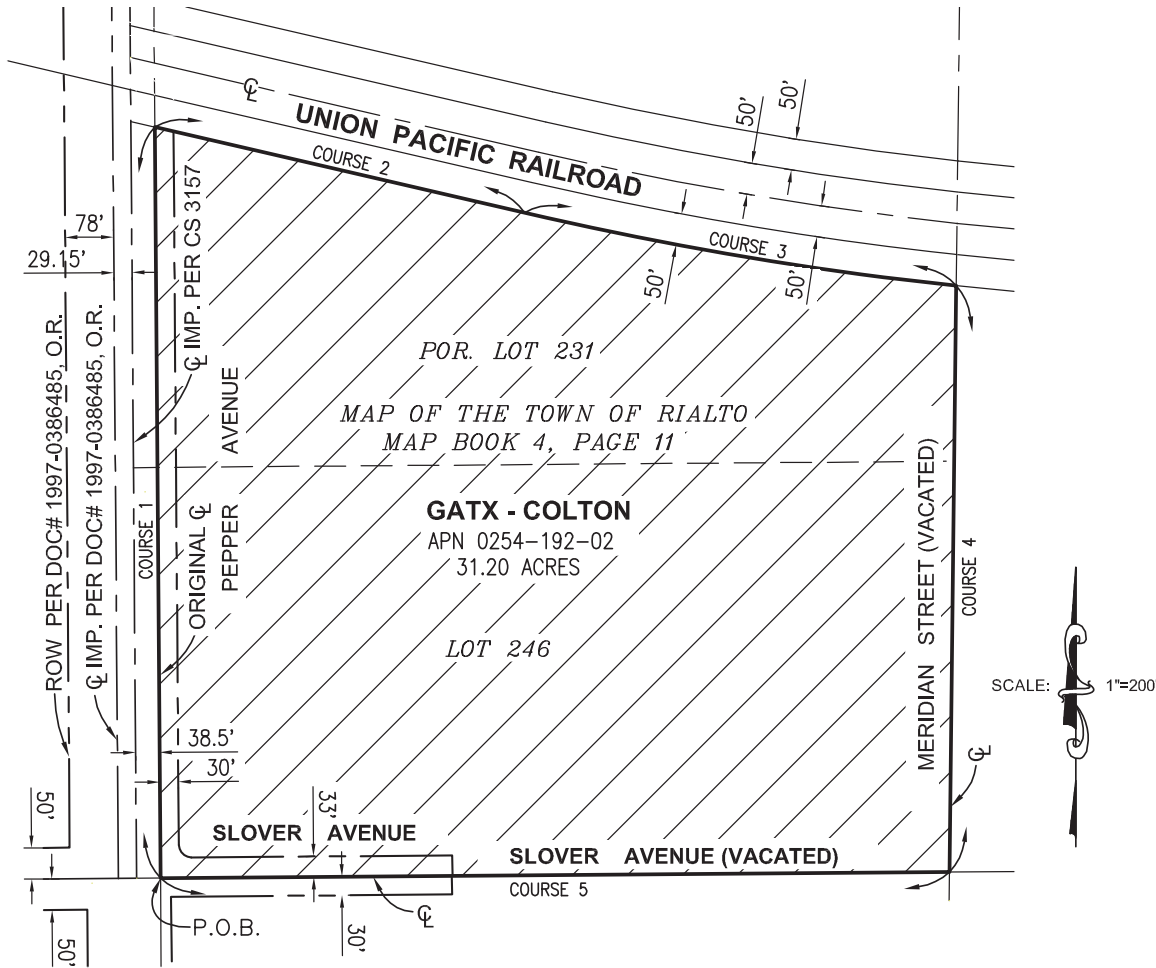 50'
50'
℄
UNION PACIFIC RAILROAD
COURSE 2
COURSE 3
50'
50'
78'
29.15'
℄ IMP. PER CS 3157
ROW PER DOC# 1997-0386485, O.R.
℄ IMP. PER DOC# 1997-0386485, O.R.
COURSE 1
ORIGINAL ℄
PEPPER AVENUE
POR. LOT 231
MAP OF THE TOWN OF RIALTO
MAP BOOK 4, PAGE 11
GATX - COLTON
APN 0254-192-02
31.20 ACRES
LOT 246
MERIDIAN STREET (VACATED)
COURSE 4
SCALE: 1"=200'
38.5'
30'
℄
50'
33'
SLOVER AVENUE
SLOVER AVENUE (VACATED)
COURSE 5
P.O.B.
℄
30'
50'